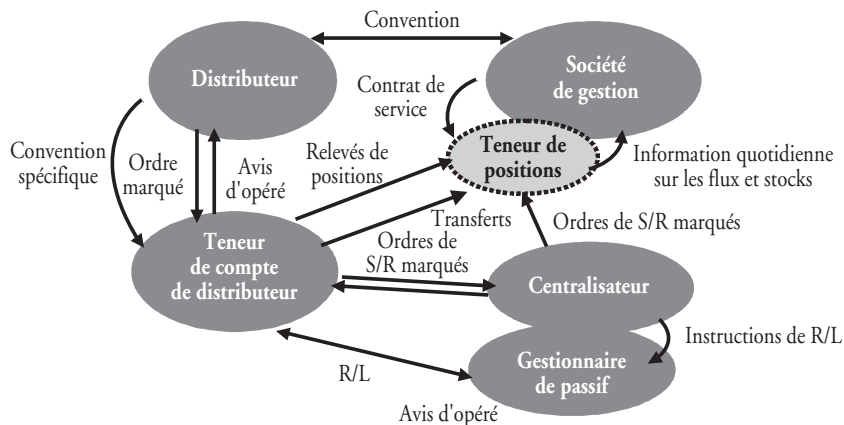 Convention
Distributeur
Société
de gestion
Contrat de
service
Convention
spécifique
Ordre
marqué
Avis
d'opéré
Relevés de
positions
Teneur de
positions
Information quotidienne
sur les flux et stocks
Transferts
Ordres de S/R marqués
Teneur
de compte
de distributeur
Ordres de
S/R marqués
Centralisateur
Instructions de R/L
Gestionnaire
de passif
R/L
Avis d'opéré